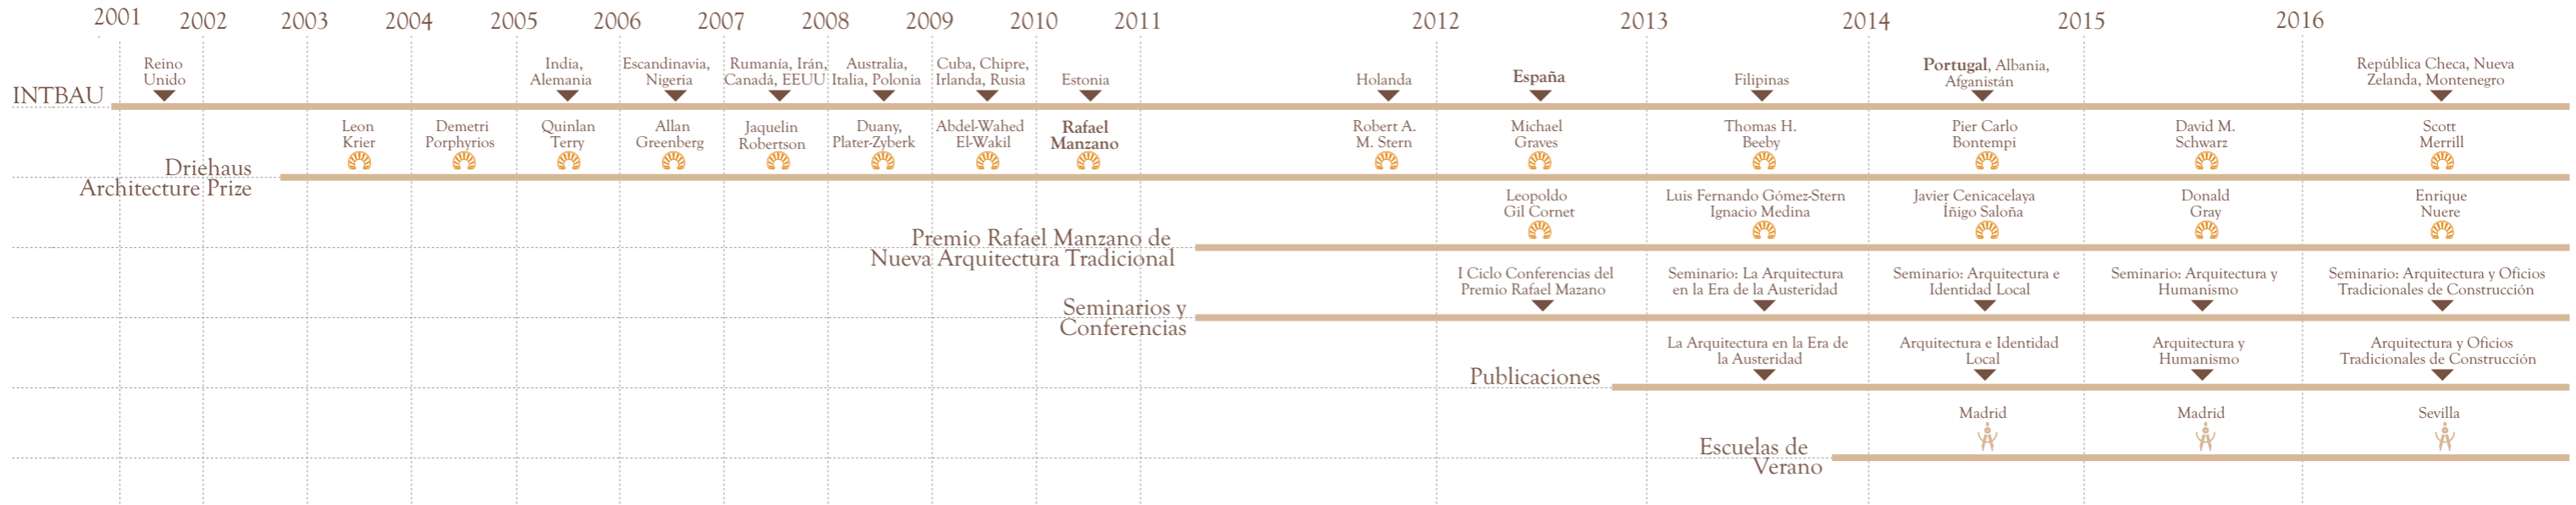 2001 2002 2003 2004 2005 2006 2007 2008 2009 2010 2011 2012 2013 2014 2015 2016
INTBAU
Reino
Unido
India,
Alemania
Escandinavia,
Nigeria
Rumanía, Irán,
Canadá, EEUU
Australia,
Italia, Polonia
Cuba, Chipre,
Irlanda, Rusia
Estonia
Holanda
España
Filipinas
Portugal, Albania,
Afganistán
República Checa, Nueva
Zelanda, Montenegro
Driehaus
Architecture Prize
Leon
Krier
Demetri
Porphyrios
Quinlan
Terry
Allan
Greenberg
Jaquelin
Robertson
Duany,
Plater-Zyberk
Abdel-Wahed
El-Wakil
Rafael
Manzano
Robert A.
M. Stern
Michael
Graves
Thomas H.
Beeby
Pier Carlo
Bontempi
David M.
Schwarz
Scott
Merrill
Premio Rafael Manzano de
Nueva Arquitectura Tradicional
Leopoldo
Gil Cornet
Luis Fernando Gómez-Stern
Ignacio Medina
Javier Cenicacelaya
Íñigo Saloña
Donald
Gray
Enrique
Nuere
Seminarios y
Conferencias
I Ciclo Conferencias del
Premio Rafael Mazano
Seminario: La Arquitectura
en la Era de la Austeridad
Seminario: Arquitectura e
Identidad Local
Seminario: Arquitectura y
Humanismo
Seminario: Arquitectura y Oficios
Tradicionales de Construcción
Publicaciones
La Arquitectura en la Era de
la Austeridad
Arquitectura e Identidad
Local
Arquitectura y
Humanismo
Arquitectura y Oficios
Tradicionales de Construcción
Escuelas de
Verano
Madrid
Madrid
Sevilla